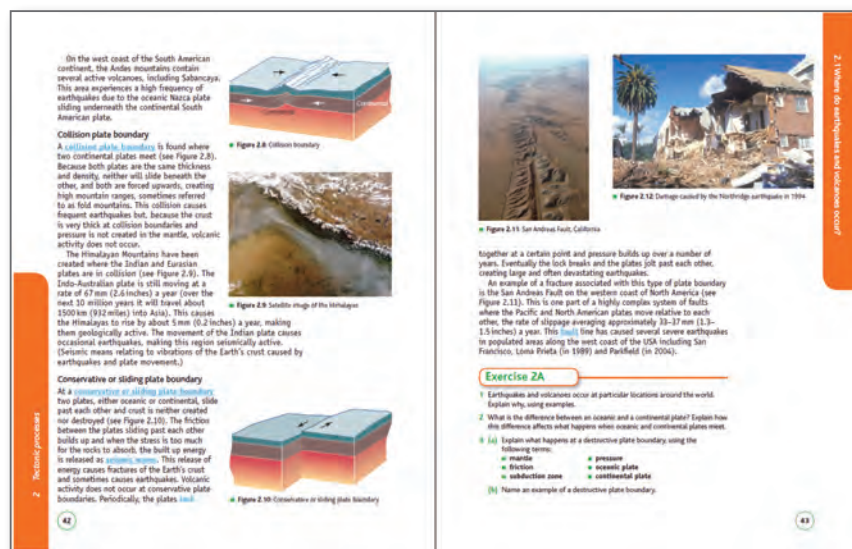 On the west coast of the South American
continent, the Andes mountains contain
several active volcanoes, including Sabancaya.
This area experiences a high frequency of
earthquakes due to the oceanic Nazca plate
sliding underneath the continental South
American plate.
Collision plate boundary
A collision plate boundary is found where
two continental plates meet (see Figure 2.8).
Because both plates are the same thickness
and density, neither will slide beneath the
other, and both are forced upwards, creating
high mountain ranges, sometimes referred
to as fold mountains. This collision causes
frequent earthquakes but, because the crust
is very thick at collision boundaries and
pressure is not created in the mantle, volcanic
activity does not occur.
The Himalayan Mountains have been
created where the Indian and Eurasian
plates are in collision (see Figure 2.9). The
Indo-Australian plate is still moving at a
rate of 67 mm (2.6 inches) a year (over the
next 10 million years it will travel about
1500 km (932 miles) into Asia). This causes
the Himalayas to rise by about 5 mm (0.2 inches) a year, making
them geologically active. The movement of the Indian plate causes
occasional earthquakes, making this region seismically active.
(Seismic means relating to vibrations of the Earth's crust caused by
earthquakes and plate movement.)
Conservative or sliding plate boundary
At a conservative or sliding plate boundary
two plates, either oceanic or continental, slide
past each other and crust is neither created
nor destroyed (see Figure 2.10). The friction
between the plates sliding past each other
builds up and when the stress is too much
for the rocks to absorb, the built up energy
is released as seismic waves. This release of
energy causes fractures of the Earth's crust
and sometimes causes earthquakes. Volcanic
activity does not occur at conservative plate
boundaries. Periodically, the plates lock
Continental
■ Figure 2.8: Collision boundary
■ Figure 2.9: Satellite image of the Himalayas
■ Figure 2.10: Conservative or sliding plate boundary
2 Tectonic processes
42
■ Figure 2.11: San Andreas Fault, California
■ Figure 2.12: Damage caused by the Northridge earthquake in 1994
together at a certain point and pressure builds up over a number of
years. Eventually the lock breaks and the plates jolt past each other,
creating large and often devastating earthquakes.
An example of a fracture associated with this type of plate boundary
is the San Andreas Fault on the western coast of North America (see
Figure 2.11). This is one part of a highly complex system of faults
where the Pacific and North American plates move relative to each
other, the rate of slippage averaging approximately 33–37 mm (1.3–
1.5 inches) a year. This fault line has caused several severe earthquakes
in populated areas along the west coast of the USA including San
Francisco, Loma Prieta (in 1989) and Parkfield (in 2004).
Exercise 2A
1 Earthquakes and volcanoes occur at particular locations around the world.
Explain why, using examples.
2 What is the difference between an oceanic and a continental plate? Explain how
this difference affects what happens when oceanic and continental plates meet.
3 (a) Explain what happens at a destructive plate boundary, using the
following terms:
■ mantle
■ friction
■ subduction zone
■ pressure
■ oceanic plate
■ continental plate
(b) Name an example of a destructive plate boundary.
2.1 Where do earthquakes and volcanoes occur?
43